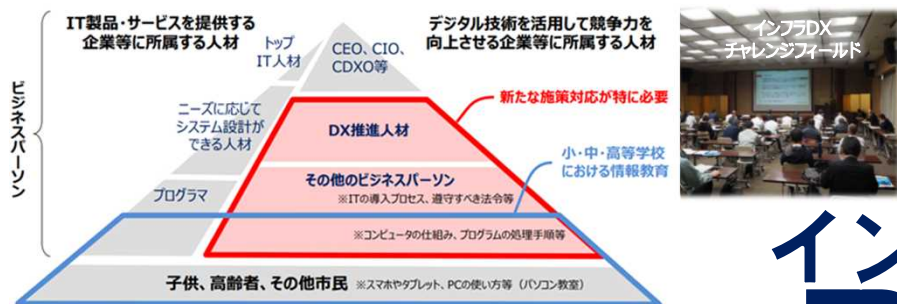 IT製品・サービスを提供する
企業等に所属する人材
デジタル技術を活用して競争力を
向上させる企業等に所属する人材
ビジネスパーソン
トップ
IT人材
CEO、CIO、
CDXO等
ニーズに応じて
システム設計が
できる人材
プログラマ
DX推進人材
その他のビジネスパーソン
※ITの導入プロセス、遵守すべき法令等
※コンピュータの仕組み、プログラムの処理手順等
新たな施策対応が特に必要
小・中・高等学校
における情報教育
子供、高齢者、その他市民 ※スマホやタブレット、PCの使い方等（パソコン教室）
インフラDX
チャレンジフィールド
イン